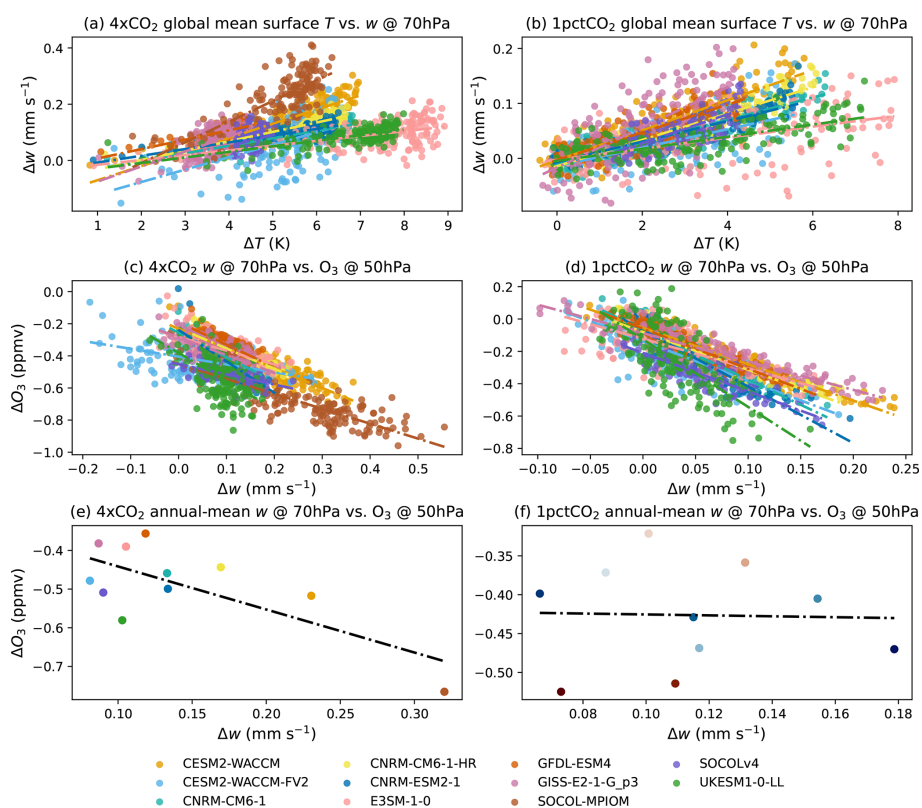 (a) 4xCO₂ global mean surface T vs. w @ 70hPa
(b) 1pctCO₂ global mean surface T vs. w @ 70hPa
Δw (mm s⁻¹)
0.4
0.2
0.0
1 2 3 4 5 6 7 8 9
ΔT (K)
Δw (mm s⁻¹)
0.2
0.1
0.0
0 2 4 6 8
ΔT (K)
(c) 4xCO₂ w @ 70hPa vs. O₃ @ 50hPa
(d) 1pctCO₂ w @ 70hPa vs. O₃ @ 50hPa
ΔO₃ (ppmv)
0.0
−0.2
−0.4
−0.6
−0.8
−1.0
−0.2 −0.1 0.0 0.1 0.2 0.3 0.4 0.5
Δw (mm s⁻¹)
0.2
0.0
−0.2
−0.4
−0.6
−0.8
−0.10 −0.05 0.00 0.05 0.10 0.15 0.20 0.25
Δw (mm s⁻¹)
(e) 4xCO₂ annual-mean w @ 70hPa vs. O₃ @ 50hPa
(f) 1pctCO₂ annual-mean w @ 70hPa vs. O₃ @ 50hPa
ΔO₃ (ppmv)
−0.4
−0.5
−0.6
−0.7
0.10 0.15 0.20 0.25 0.30
Δw (mm s⁻¹)
−0.35
−0.40
−0.45
−0.50
0.08 0.10 0.12 0.14 0.16 0.18
Δw (mm s⁻¹)
CESM2-WACCM
CESM2-WACCM-FV2
CNRM-CM6-1
CNRM-CM6-1-HR
CNRM-ESM2-1
E3SM-1-0
GFDL-ESM4
GISS-E2-1-G_p3
SOCOL-MPIOM
SOCOLv4
UKESM1-0-LL